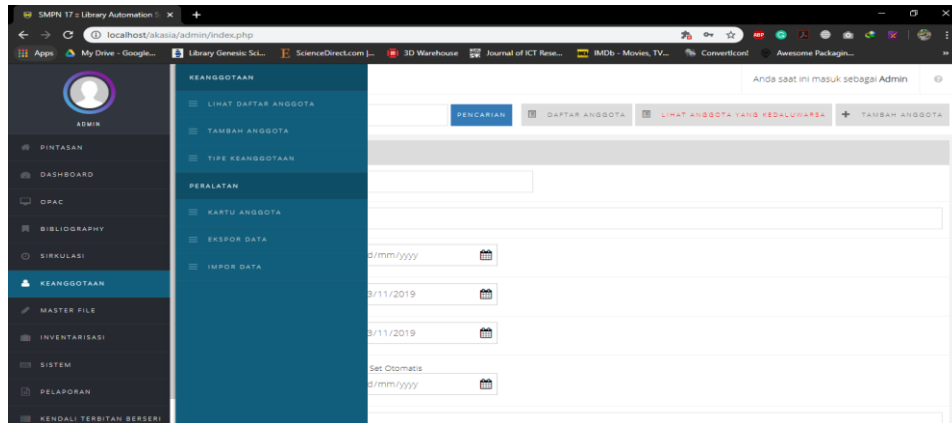 SMPN 17 :: Library Automation S
localhost/akasia/admin/index.php
Apps My Drive - Google... Library Genesis: Sci... ScienceDirect.com |... 3D Warehouse Journal of ICT Rese... IMDb - Movies, TV... ConvertIcon! Awesome Packagin... »
ADMIN
PINTASAN
DASHBOARD
OPAC
BIBLIOGRAPHY
SIRKULASI
KEANGGOTAAN
MASTER FILE
INVENTARISASI
SISTEM
PELAPORAN
KENDALI TERBITAN BERSERI
KEANGGOTAAN
LIHAT DAFTAR ANGGOTA
TAMBAH ANGGOTA
TIPE KEANGGOTAAN
PERALATAN
KARTU ANGGOTA
EKSPOR DATA
IMPOR DATA
Anda saat ini masuk sebagai Admin
PENCARIAN DAFTAR ANGGOTA LIHAT ANGGOTA YANG KEDALUWARSA + TAMBAH ANGGOTA
d/mm/yyyy
3/11/2019
3/11/2019
Set Otomatis
d/mm/yyyy